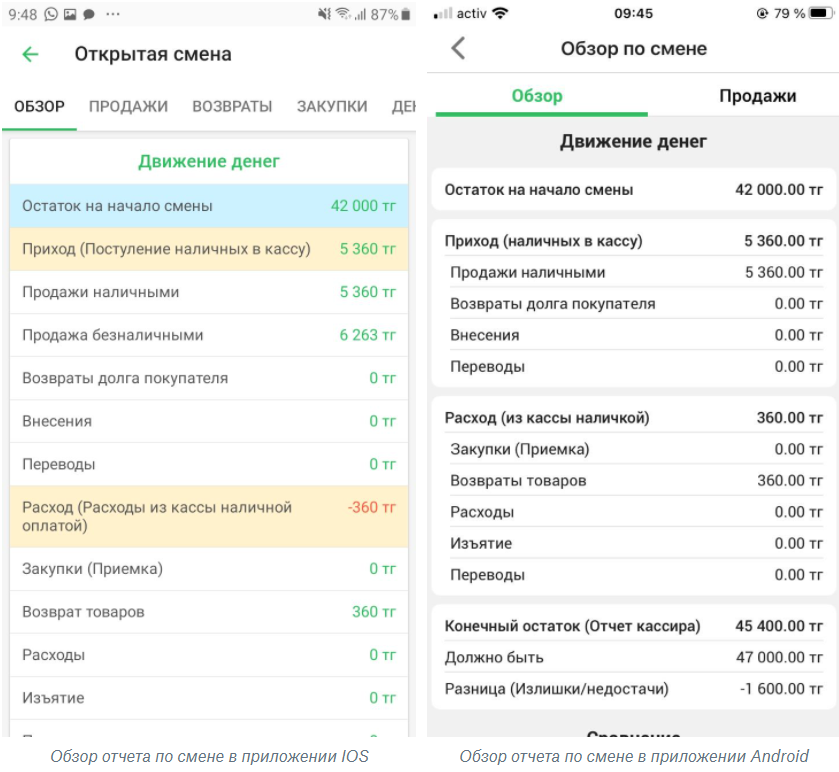 9:48 87%
Открытая смена
ОБЗОР ПРОДАЖИ ВОЗВРАТЫ ЗАКУПКИ ДЕН
Движение денег
Остаток на начало смены 42 000 тг
Приход (Постуление наличных в кассу) 5 360 тг
Продажи наличными 5 360 тг
Продажа безналичными 6 263 тг
Возвраты долга покупателя 0 тг
Внесения 0 тг
Переводы 0 тг
Расход (Расходы из кассы наличной -360 тг
оплатой)
Закупки (Приемка) 0 тг
Возврат товаров 360 тг
Расходы 0 тг
Изъятие 0 тг
Обзор отчета по смене в приложении IOS
activ 09:45 79 %
Обзор по смене
Обзор Продажи
Движение денег
Остаток на начало смены 42 000.00 тг
Приход (наличных в кассу) 5 360.00 тг
Продажи наличными 5 360.00 тг
Возвраты долга покупателя 0.00 тг
Внесения 0.00 тг
Переводы 0.00 тг
Расход (из кассы наличкой) 360.00 тг
Закупки (Приемка) 0.00 тг
Возвраты товаров 360.00 тг
Расходы 0.00 тг
Изъятие 0.00 тг
Переводы 0.00 тг
Конечный остаток (Отчет кассира) 45 400.00 тг
Должно быть 47 000.00 тг
Разница (Излишки/недостачи) -1 600.00 тг
Сравнение
Обзор отчета по смене в приложении Android